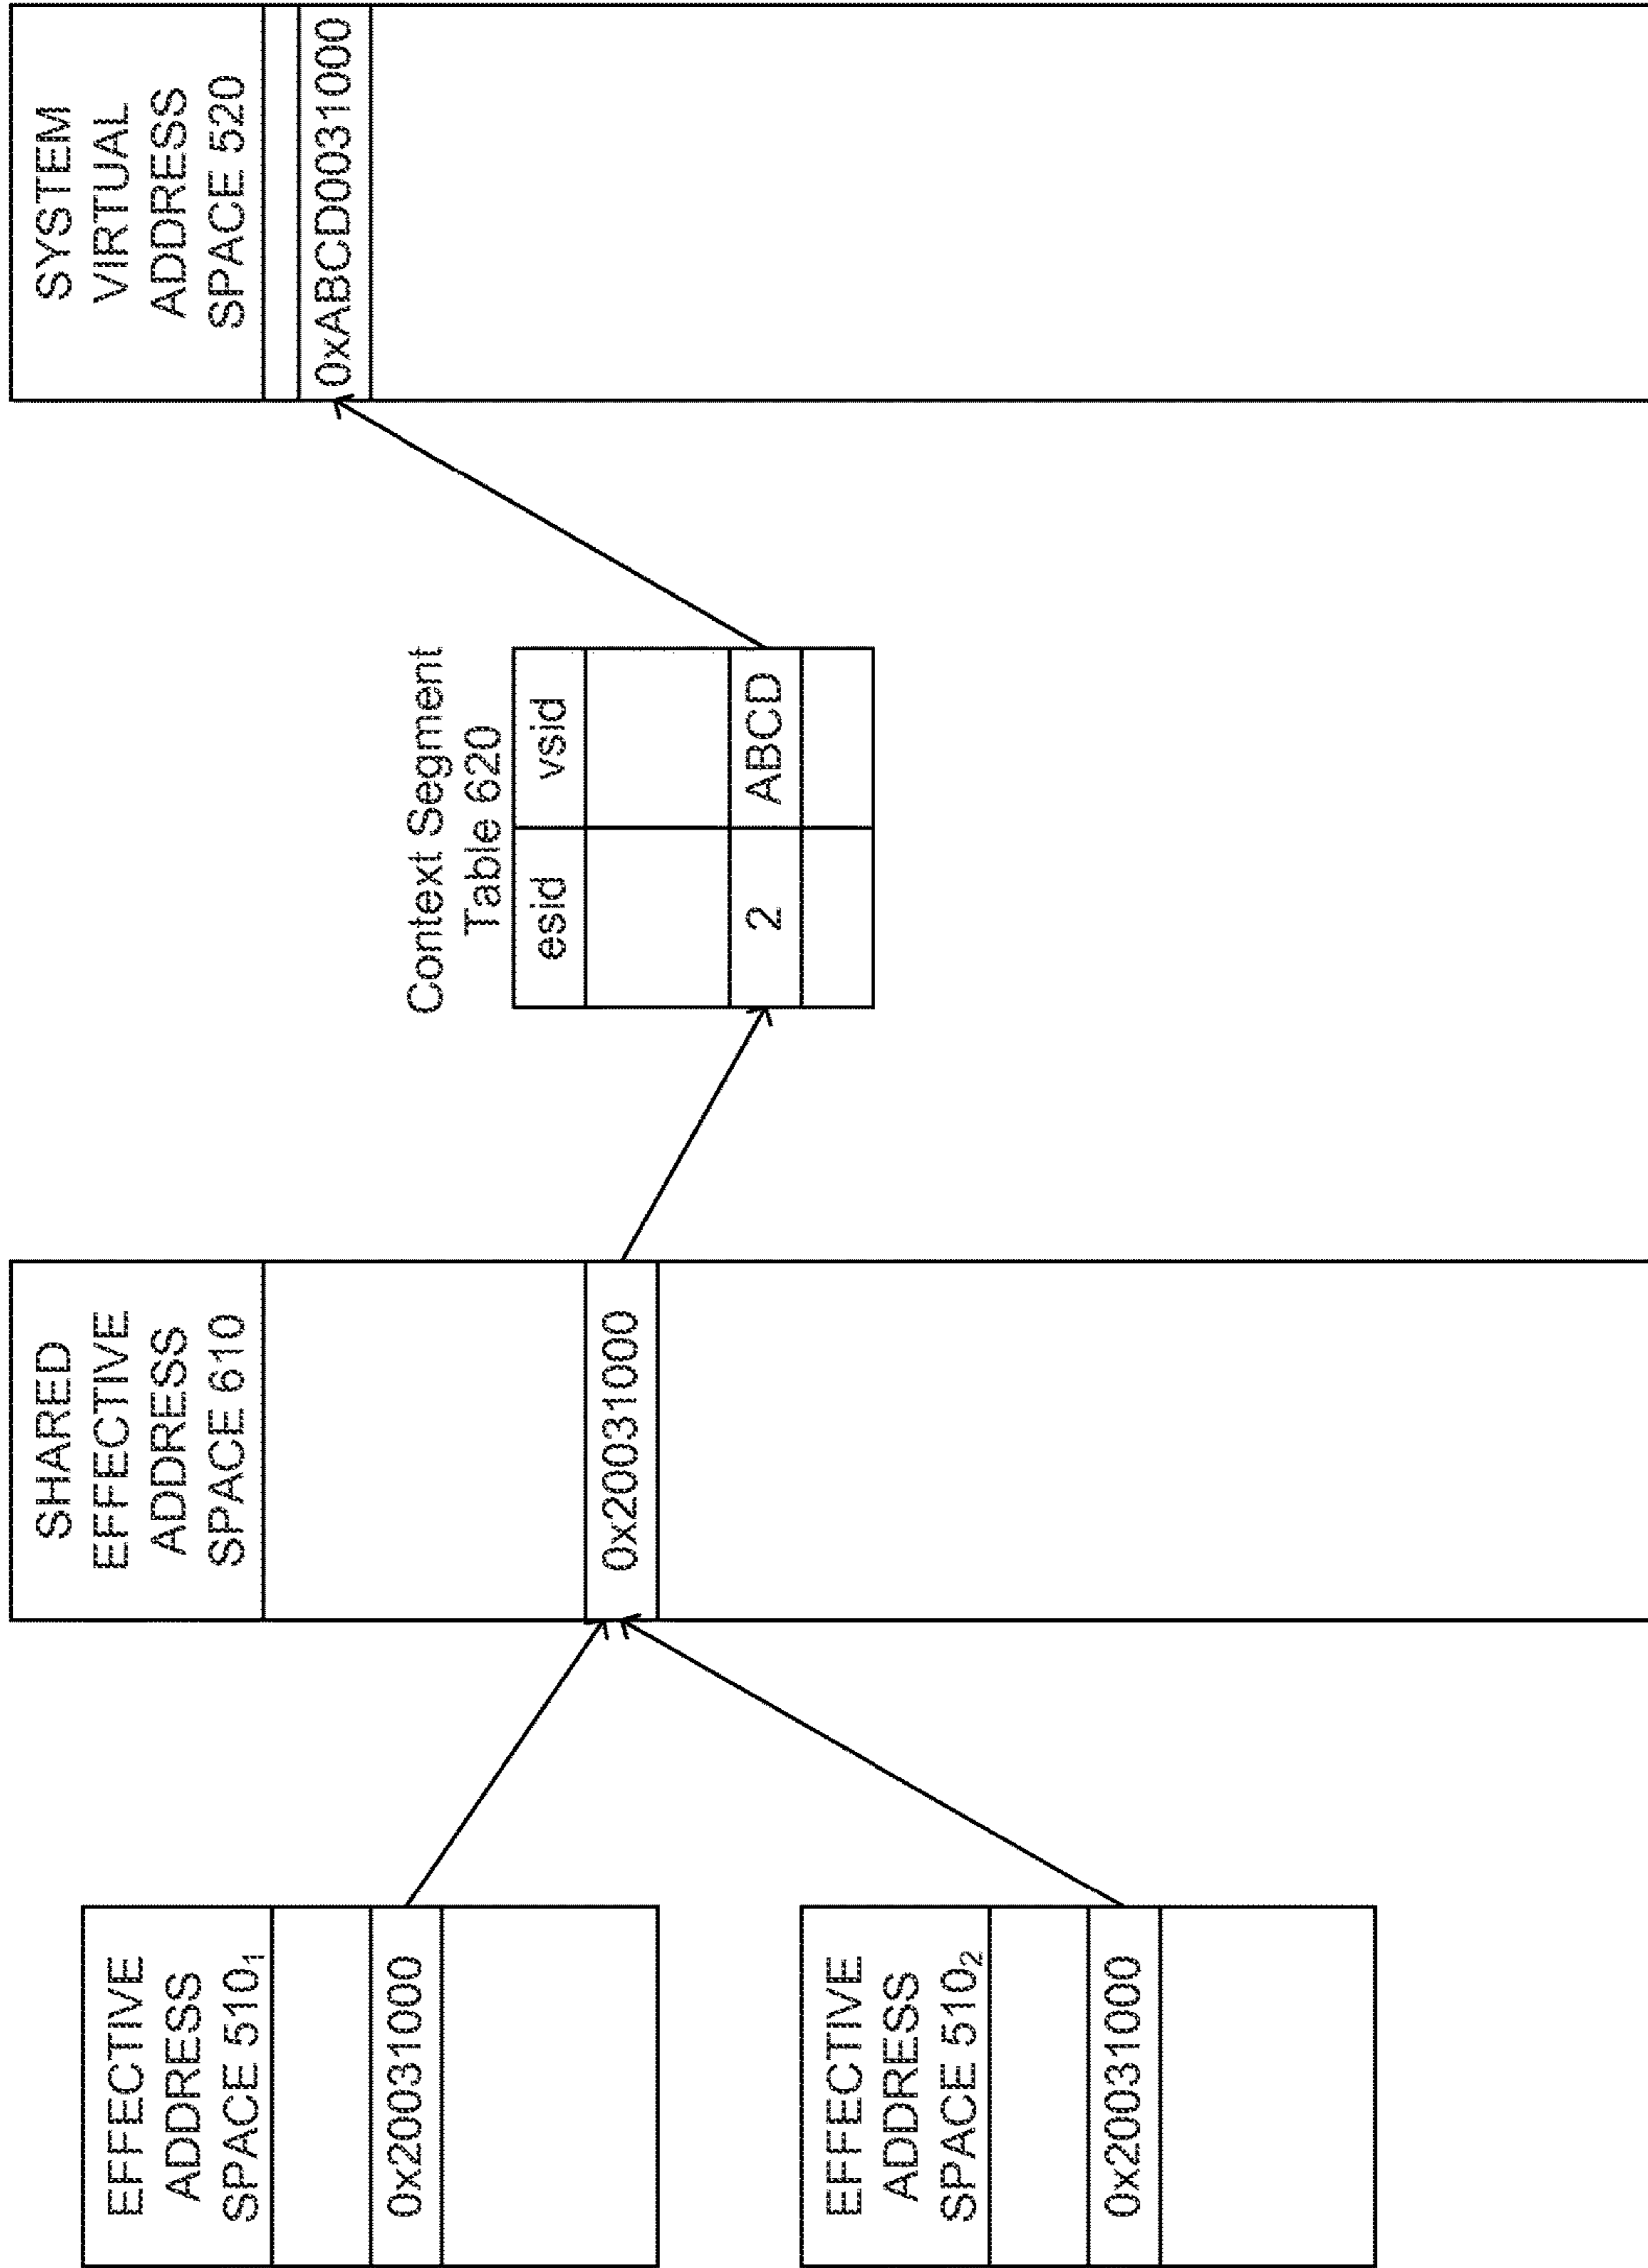 EFFECTIVE
ADDRESS
SPACE 510₁
0x20031000
EFFECTIVE
ADDRESS
SPACE 510₂
0x20031000
SHARED
EFFECTIVE
ADDRESS
SPACE 610
0x20031000
Context Segment
Table 620
esid vsid
2 ABCD
SYSTEM
VIRTUAL
ADDRESS
SPACE 520
0xABCD0031000